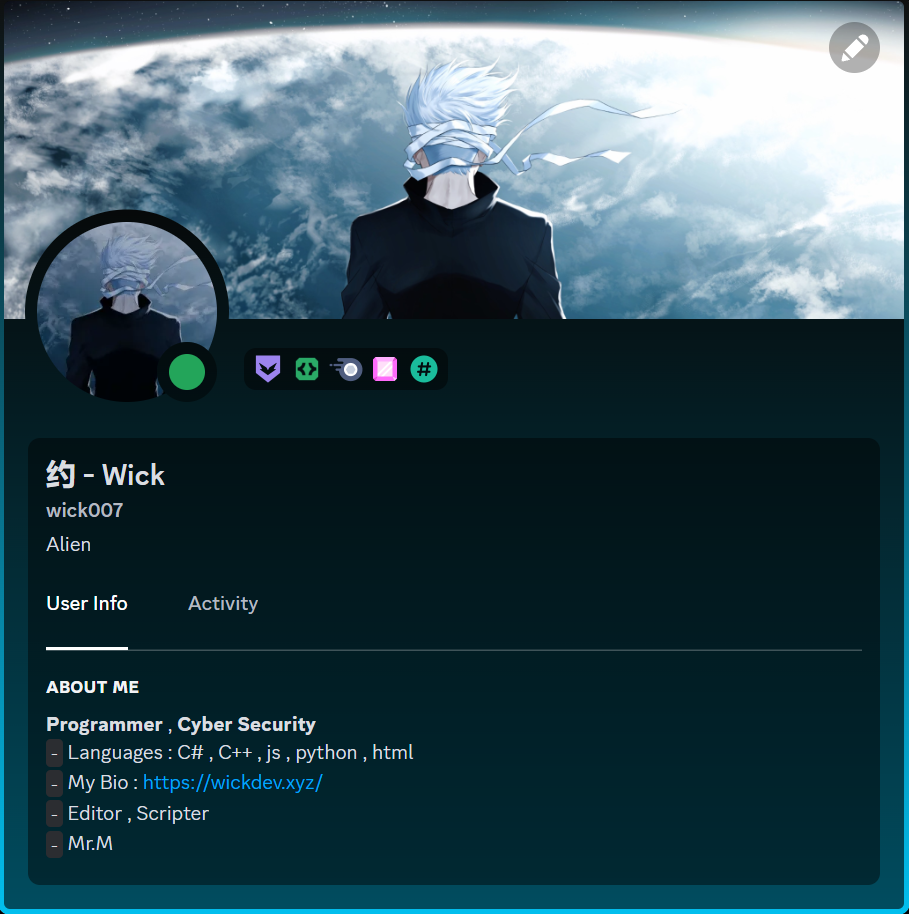 约 - Wick
wick007
Alien
User Info Activity
ABOUT ME
Programmer , Cyber Security
- Languages : C# , C++ , js , python , html
- My Bio : https://wickdev.xyz/
- Editor , Scripter
- Mr.M